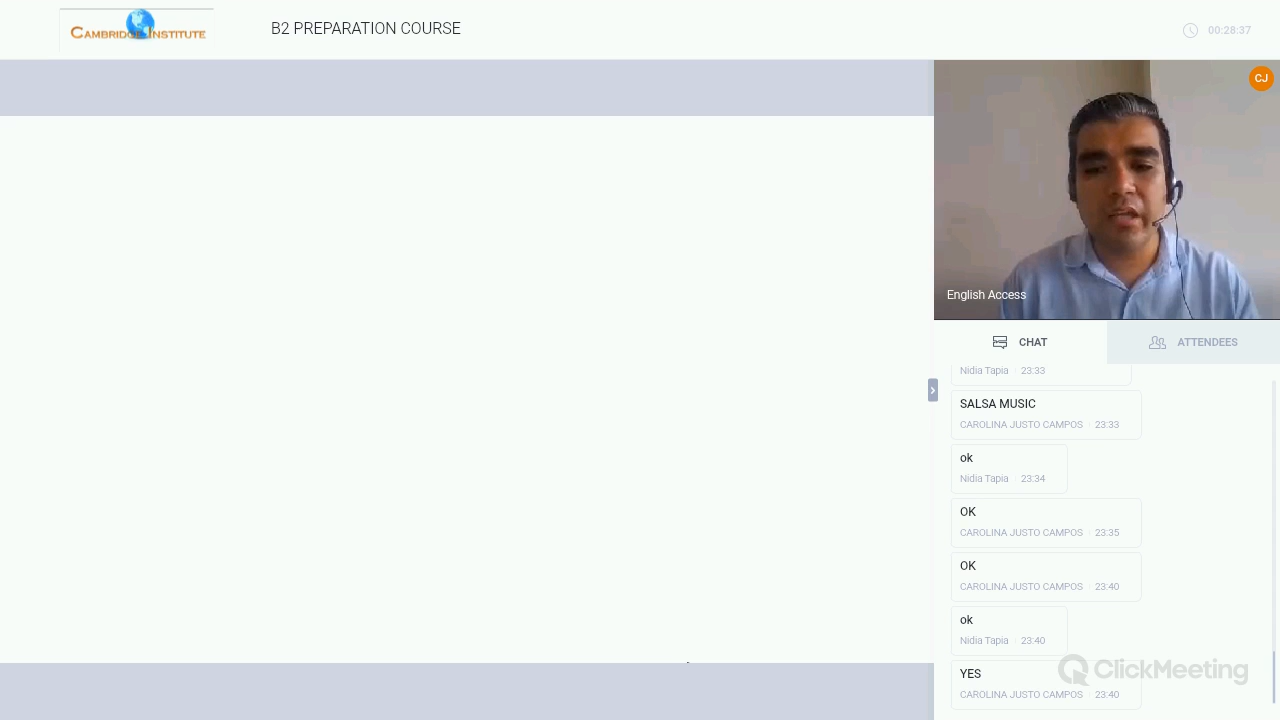 CAMBRIDGE INSTITUTE
B2 PREPARATION COURSE
00:28:37
CJ
English Access
CHAT
ATTENDEES
Nidia Tapia 23:33
SALSA MUSIC
CAROLINA JUSTO CAMPOS 23:33
ok
Nidia Tapia 23:34
OK
CAROLINA JUSTO CAMPOS 23:35
OK
CAROLINA JUSTO CAMPOS 23:40
ok
Nidia Tapia 23:40
YES
CAROLINA JUSTO CAMPOS 23:40
ClickMeeting